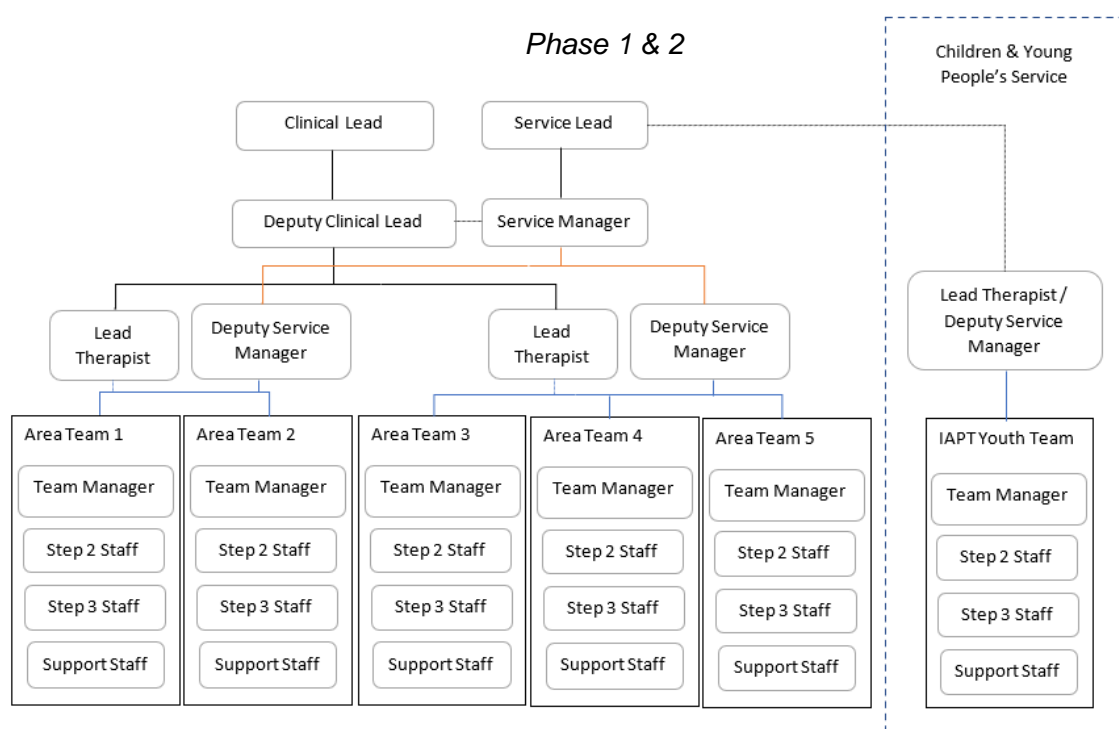 Phase 1 & 2
Children & Young
People's Service
Clinical Lead
Service Lead
Deputy Clinical Lead
Service Manager
Lead
Therapist
Deputy Service
Manager
Lead
Therapist
Deputy Service
Manager
Lead Therapist /
Deputy Service
Manager
Area Team 1
Team Manager
Step 2 Staff
Step 3 Staff
Support Staff
Area Team 2
Team Manager
Step 2 Staff
Step 3 Staff
Support Staff
Area Team 3
Team Manager
Step 2 Staff
Step 3 Staff
Support Staff
Area Team 4
Team Manager
Step 2 Staff
Step 3 Staff
Support Staff
Area Team 5
Team Manager
Step 2 Staff
Step 3 Staff
Support Staff
IAPT Youth Team
Team Manager
Step 2 Staff
Step 3 Staff
Support Staff